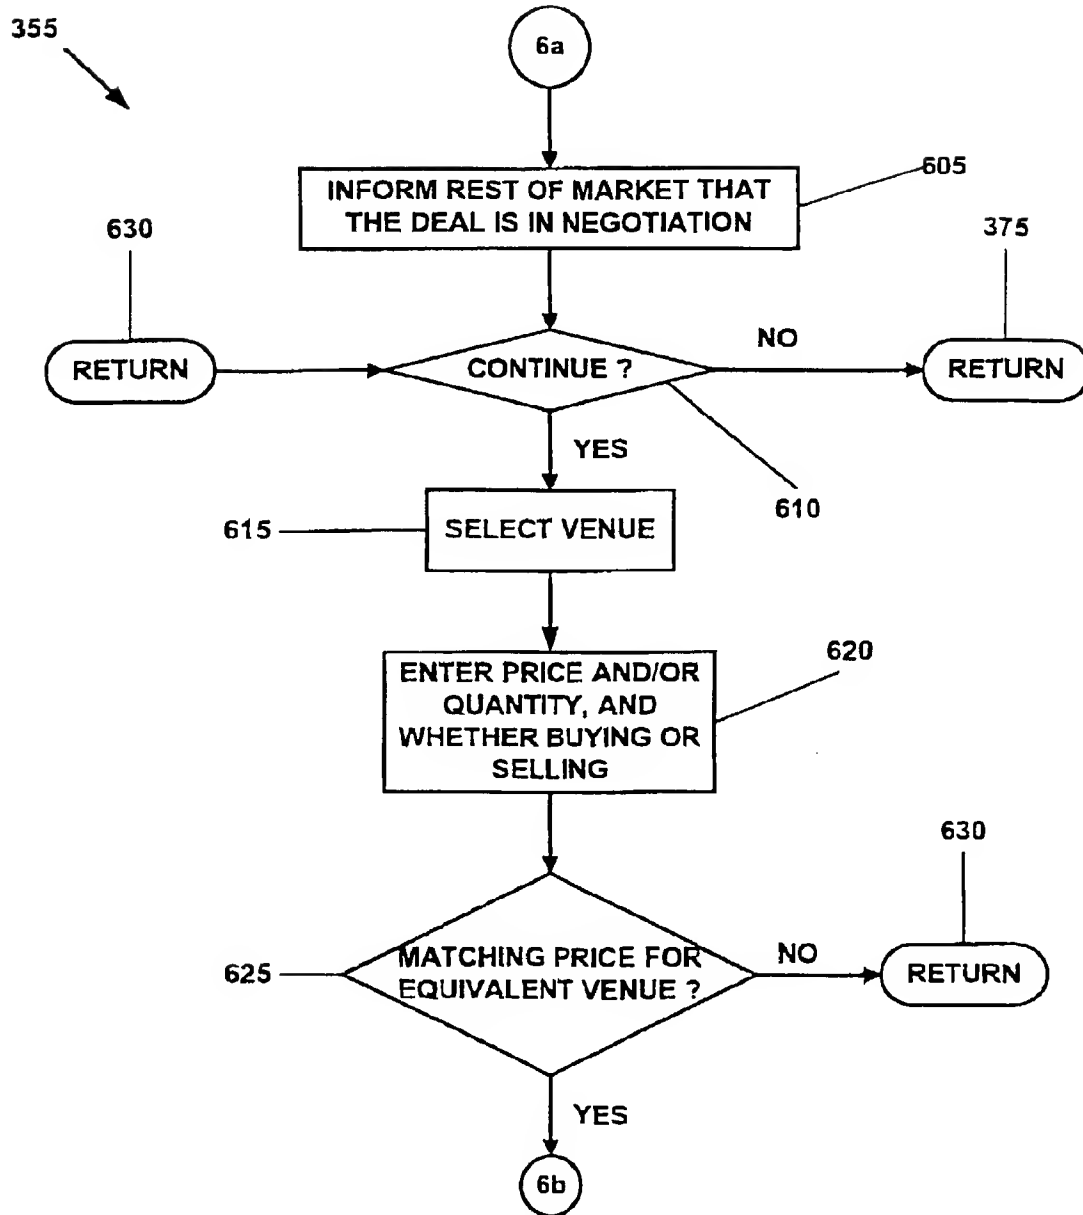 355
6a
605
INFORM REST OF MARKET THAT
THE DEAL IS IN NEGOTIATION
630
375
RETURN
CONTINUE ?
NO
RETURN
YES
610
615
SELECT VENUE
620
ENTER PRICE AND/OR
QUANTITY, AND
WHETHER BUYING OR
SELLING
630
625
MATCHING PRICE FOR
EQUIVALENT VENUE ?
NO
RETURN
YES
6b